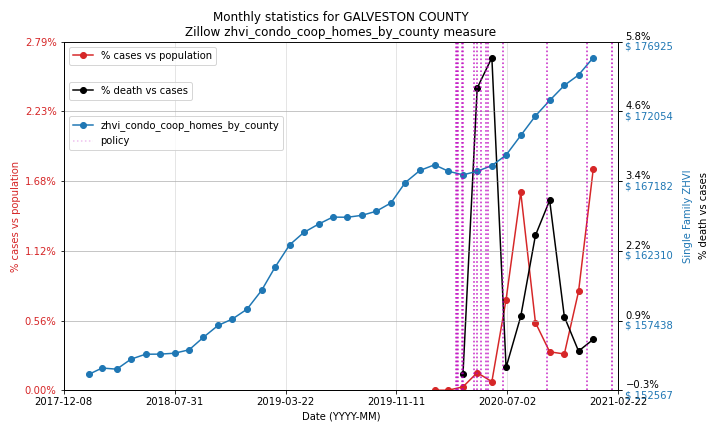 Monthly statistics for GALVESTON COUNTY
Zillow zhvi_condo_coop_homes_by_county measure
% cases vs population
% death vs cases
zhvi_condo_coop_homes_by_county
policy
2.79%
2.23%
1.68%
1.12%
0.56%
0.00%
% cases vs population
5.8%
$ 176925
4.6%
$ 172054
3.4%
$ 167182
2.2%
$ 162310
0.9%
$ 157438
−0.3%
$ 152567
Single Family ZHVI
% death vs cases
2017-12-08
2018-07-31
2019-03-22
2019-11-11
2020-07-02
2021-02-22
Date (YYYY-MM)